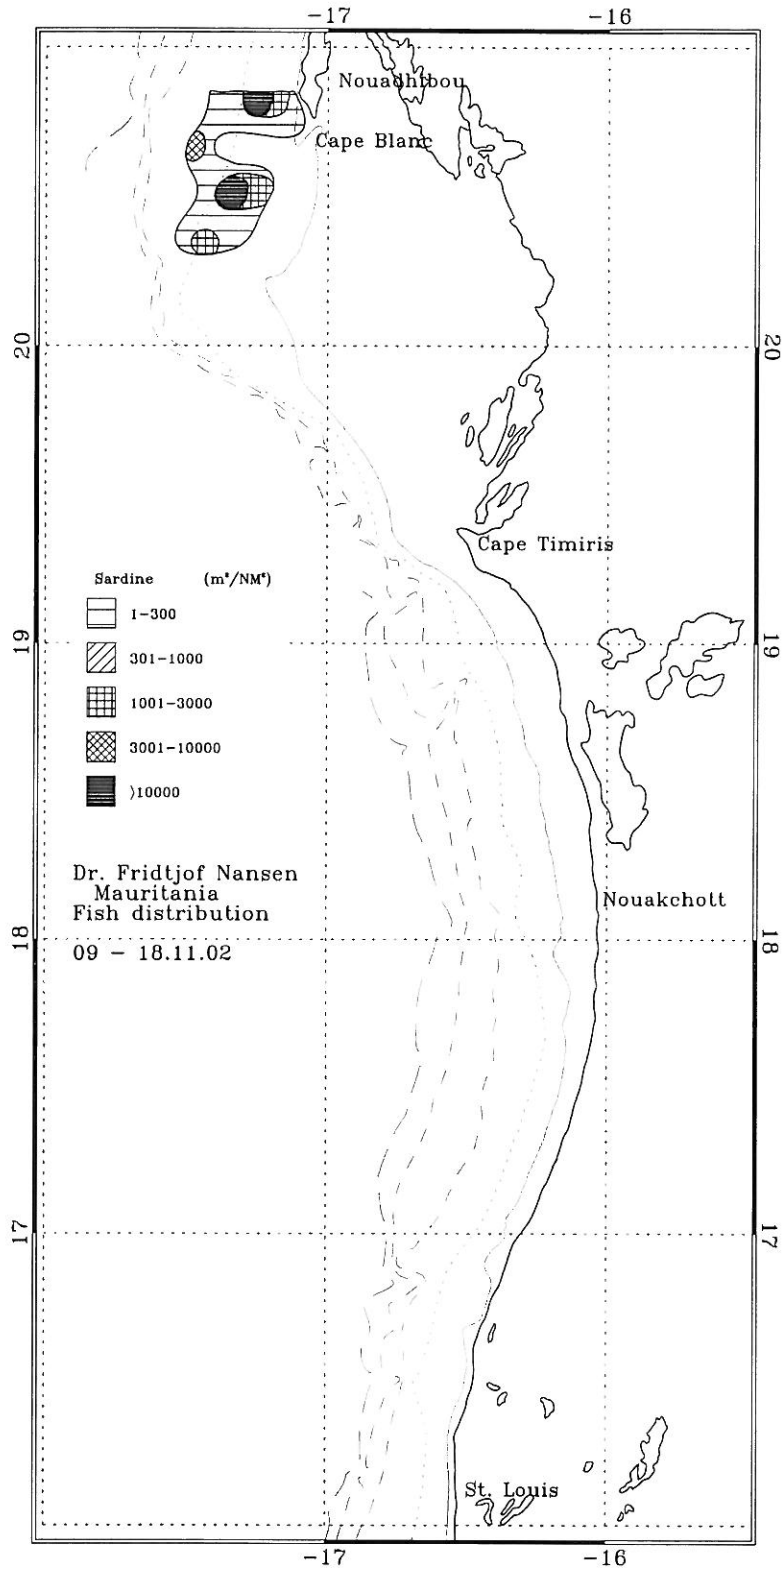 -17 -16
Nouadhibou
Cape Blanc
20 20
Cape Timiris
Sardine (m²/NM²)
1-300
19 19
301-1000
1001-3000
3001-10000
>10000
Dr. Fridtjof Nansen
Mauritania
Nouakchott
Fish distribution
18 18
09 - 18.11.02
17 17
St. Louis
-17 -16